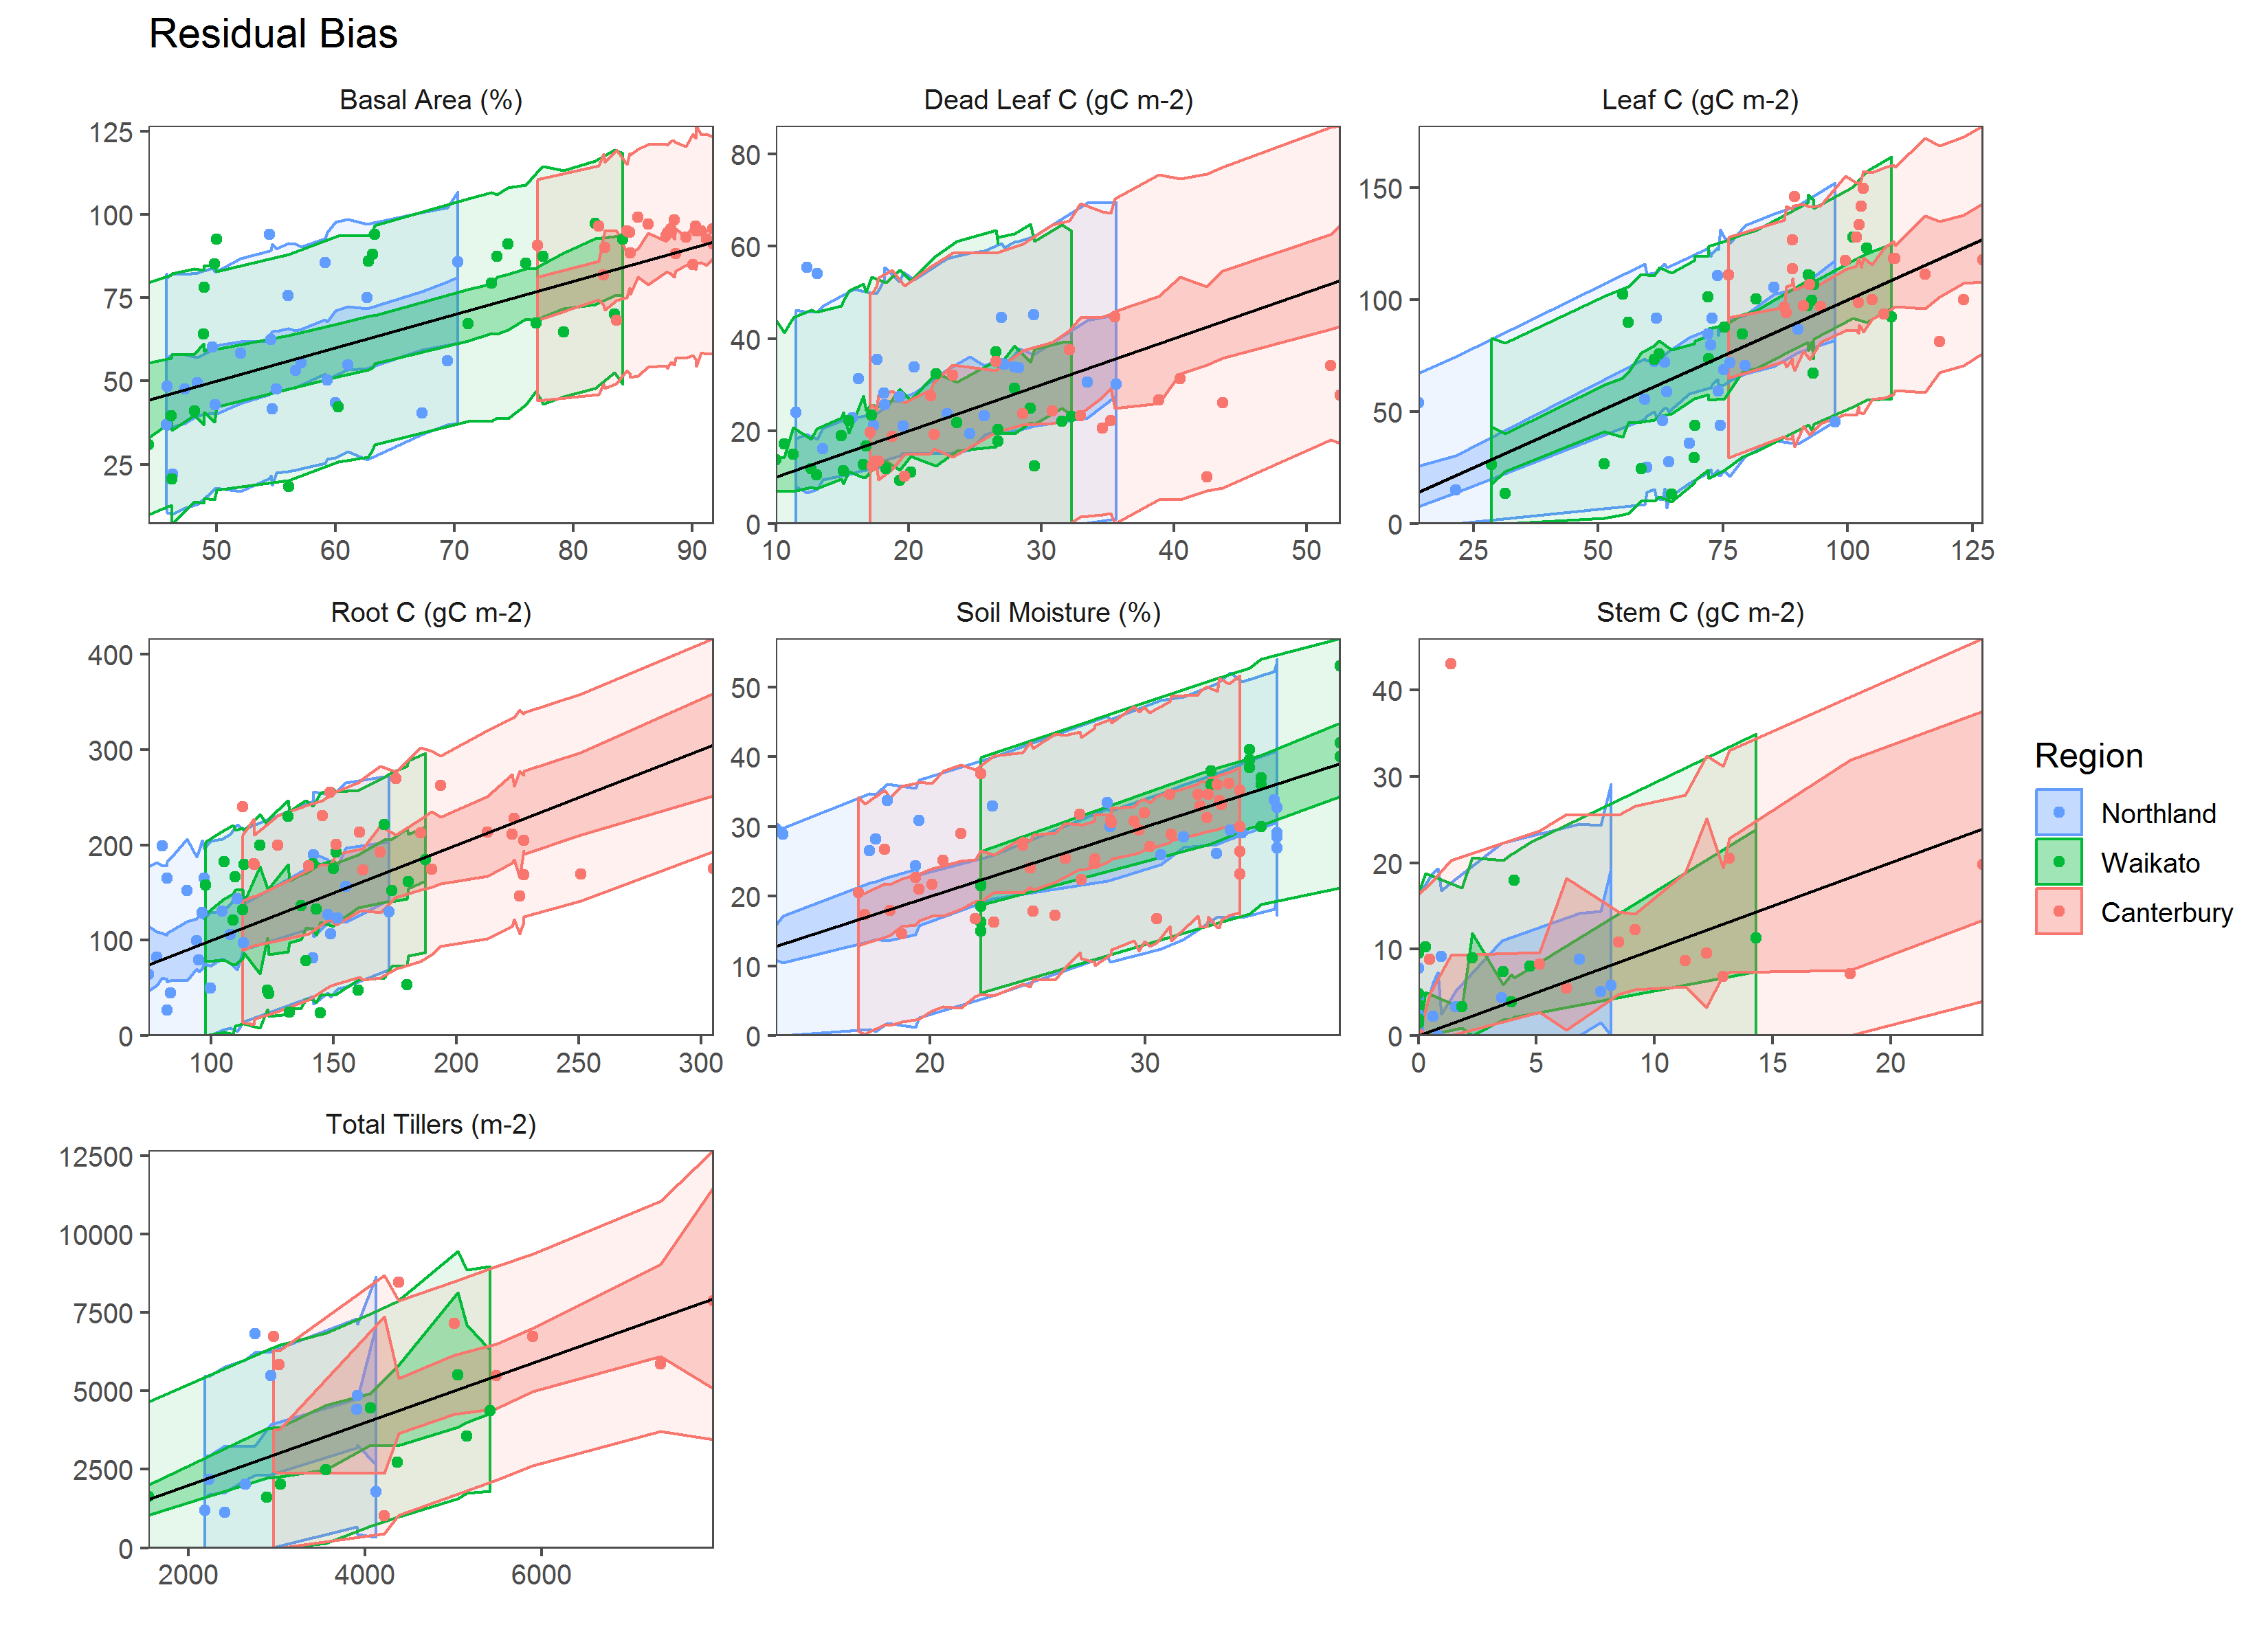 Residual Bias
Basal Area (%)
Dead Leaf C (gC m-2)
Leaf C (gC m-2)
125
100
75
50
25
50 60 70 80 90
80
60
40
20
0
10 20 30 40 50
150
100
50
0
25 50 75 100 125
Root C (gC m-2)
Soil Moisture (%)
Stem C (gC m-2)
400
300
200
100
0
100 150 200 250 300
50
40
30
20
10
0
20 30
40
30
20
10
0
0 5 10 15 20
Region
Northland
Waikato
Canterbury
Total Tillers (m-2)
12500
10000
7500
5000
2500
0
2000 4000 6000